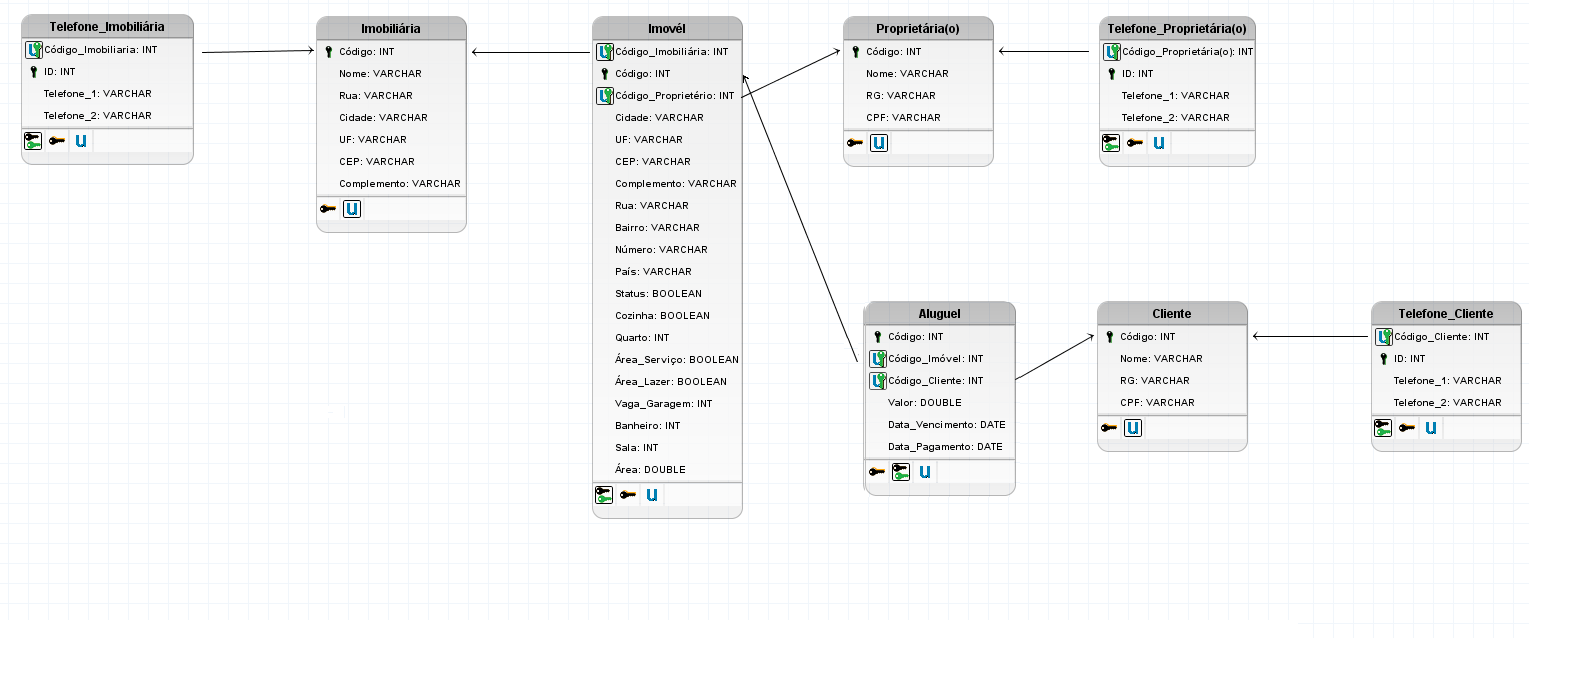 Telefone_Imobiliária
Código_Imobiliaria: INT
ID: INT
Telefone_1: VARCHAR
Telefone_2: VARCHAR
Imobiliária
Código: INT
Nome: VARCHAR
Rua: VARCHAR
Cidade: VARCHAR
UF: VARCHAR
CEP: VARCHAR
Complemento: VARCHAR
Imovél
Código_Imobiliária: INT
Código: INT
Código_Proprietério: INT
Cidade: VARCHAR
UF: VARCHAR
CEP: VARCHAR
Complemento: VARCHAR
Rua: VARCHAR
Bairro: VARCHAR
Número: VARCHAR
País: VARCHAR
Status: BOOLEAN
Cozinha: BOOLEAN
Quarto: INT
Área_Serviço: BOOLEAN
Área_Lazer: BOOLEAN
Vaga_Garagem: INT
Banheiro: INT
Sala: INT
Área: DOUBLE
Proprietária(o)
Código: INT
Nome: VARCHAR
RG: VARCHAR
CPF: VARCHAR
Telefone_Proprietária(o)
Código_Proprietária(o): INT
ID: INT
Telefone_1: VARCHAR
Telefone_2: VARCHAR
Aluguel
Código: INT
Código_Imóvel: INT
Código_Cliente: INT
Valor: DOUBLE
Data_Vencimento: DATE
Data_Pagamento: DATE
Cliente
Código: INT
Nome: VARCHAR
RG: VARCHAR
CPF: VARCHAR
Telefone_Cliente
Código_Cliente: INT
ID: INT
Telefone_1: VARCHAR
Telefone_2: VARCHAR